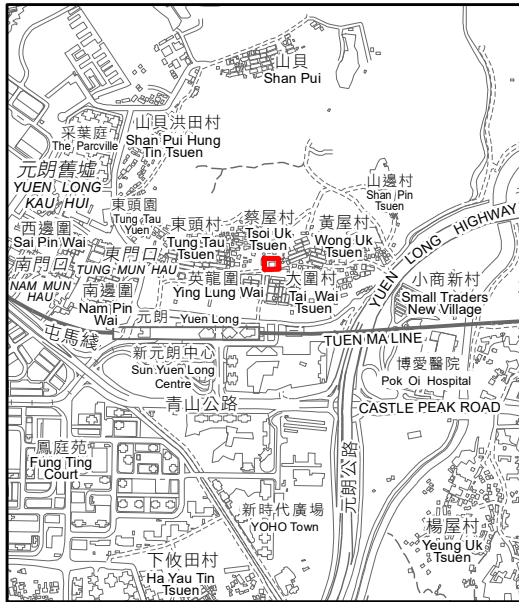 山貝
Shan Pui
采葉庭
The Parcville
山貝洪田村
Shan Pui Hung
Tin Tsuen
元朗舊墟
YUEN LONG
KAU HUI
東頭園
Tung Tau
Yuen
山邊村
Shan Pin
Tsuen
西邊圍
Sai Pin Wai
東門口
TUNG MUN HAU
東頭村
Tung Tau
Tsuen
蔡屋村
Tsoi Uk
Tsuen
黃屋村
Wong Uk
Tsuen
YUEN LONG HIGHWAY
南門口
NAM MUN
HAU
南邊圍
Nam Pin
Wai
英龍圍
Ying Lung Wai
大圍村
Tai Wai
Tsuen
小商新村
Small Traders
New Village
元朗 Yuen Long
屯馬綫
TUEN MA LINE
新元朗中心
Sun Yuen Long
Centre
博愛醫院
Pok Oi Hospital
青山公路
CASTLE PEAK ROAD
鳳庭苑
Fung Ting
Court
元朗公路
新時代廣場
YOHO Town
楊屋村
Yeung Uk
Tsuen
下攸田村
Ha Yau Tin
Tsuen